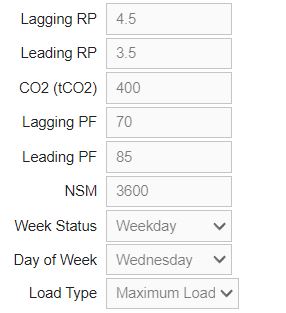 Lagging RP 4.5
Leading RP 3.5
CO2 (tCO2) 400
Lagging PF 70
Leading PF 85
NSM 3600
Week Status Weekday
Day of Week Wednesday
Load Type Maximum Load